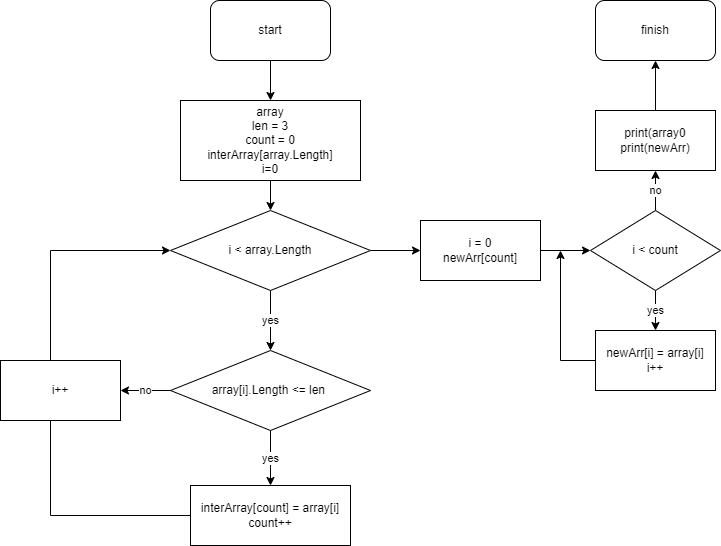 start
array
len = 3
count = 0
interArray[array.Length]
i=0
i < array.Length
yes
array[i].Length <= len
no
i++
yes
interArray[count] = array[i]
count++
i = 0
newArr[count]
i < count
yes
newArr[i] = array[i]
i++
no
print(array0
print(newArr)
finish